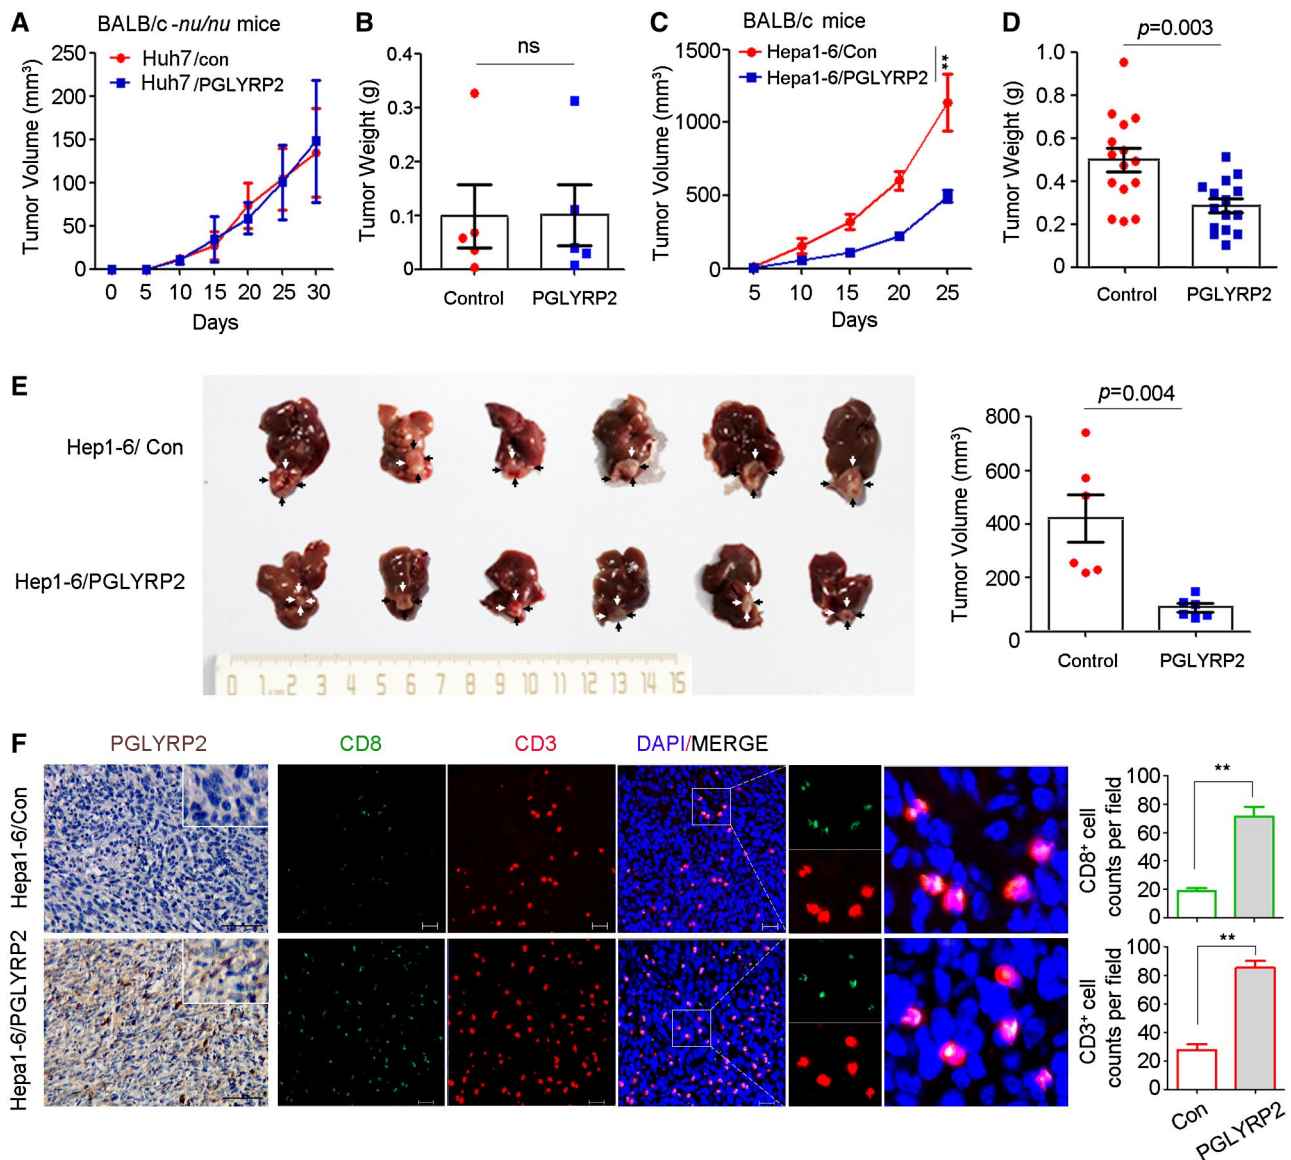 A
BALB/c -nu/nu mice
Huh7/con
Huh7/PGLYRP2
Tumor Volume (mm³)
250
200
150
100
50
0
0 5 10 15 20 25 30
Days
B
ns
Tumor Weight (g)
0.4
0.3
0.2
0.1
0
Control PGLYRP2
C
BALB/c mice
Hepa1-6/Con
Hepa1-6/PGLYRP2
**
Tumor Volume (mm³)
1500
1000
500
0
5 10 15 20 25
Days
D
p=0.003
Tumor Weight (g)
1.0
0.8
0.6
0.4
0.2
0
Control PGLYRP2
E
Hep1-6/ Con
Hep1-6/PGLYRP2
0 1cm 2 3 4 5 6 7 8 9 10 11 12 13 14 15
p=0.004
Tumor Volume (mm³)
800
600
400
200
0
Control PGLYRP2
F
PGLYRP2 CD8 CD3 DAPI/MERGE
Hepa1-6/Con
Hepa1-6/PGLYRP2
**
CD8⁺ cell
counts per field
100
80
60
40
20
0
**
CD3⁺ cell
counts per field
100
80
60
40
20
0
Con PGLYRP2